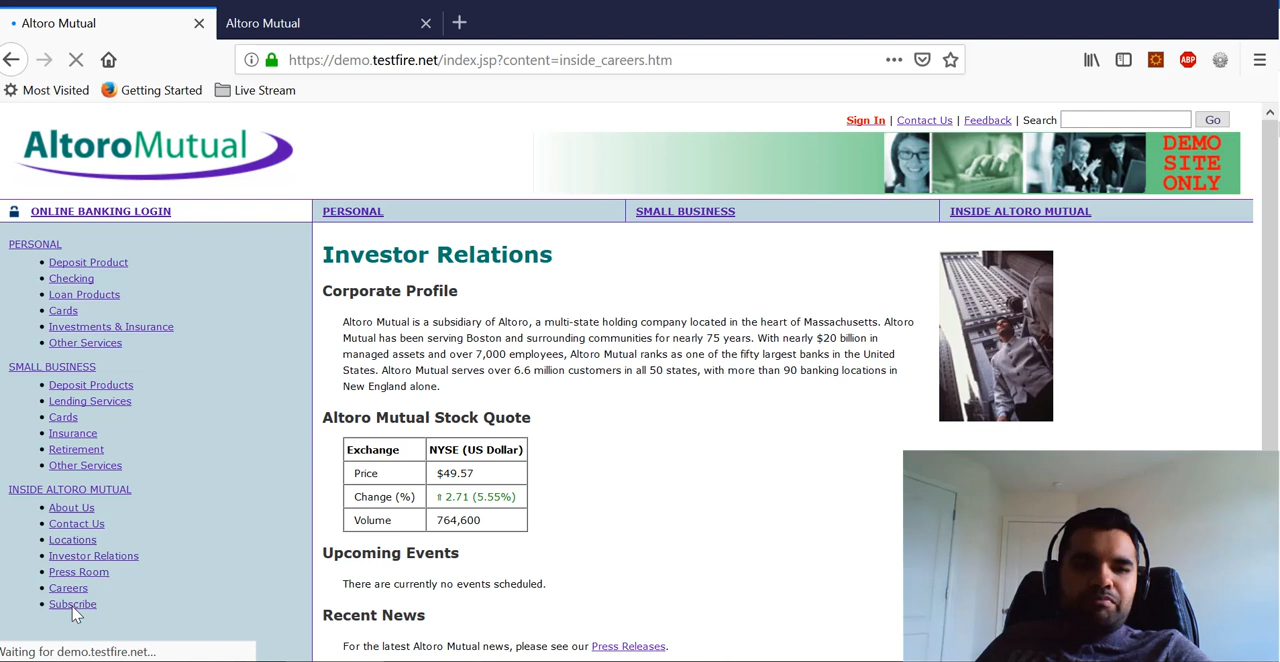 Altoro Mutual
Altoro Mutual
https://demo.testfire.net/index.jsp?content=inside_careers.htm
ABP
Most Visited
Getting Started
Live Stream
Sign In | Contact Us | Feedback | Search
Go
AltoroMutual
DEMO
SITE
ONLY
ONLINE BANKING LOGIN
PERSONAL
SMALL BUSINESS
INSIDE ALTORO MUTUAL
PERSONAL
Deposit Product
Checking
Loan Products
Cards
Investments & Insurance
Other Services
SMALL BUSINESS
Deposit Products
Lending Services
Cards
Insurance
Retirement
Other Services
INSIDE ALTORO MUTUAL
About Us
Contact Us
Locations
Investor Relations
Press Room
Careers
Subscribe
Investor Relations
Corporate Profile
Altoro Mutual is a subsidiary of Altoro, a multi-state holding company located in the heart of Massachusetts. Altoro
Mutual has been serving Boston and surrounding communities for nearly 75 years. With nearly $20 billion in
managed assets and over 7,000 employees, Altoro Mutual ranks as one of the fifty largest banks in the United
States. Altoro Mutual serves over 6.6 million customers in all 50 states, with more than 90 banking locations in
New England alone.
Altoro Mutual Stock Quote
Exchange NYSE (US Dollar)
Price $49.57
Change (%) ⇑ 2.71 (5.55%)
Volume 764,600
Upcoming Events
There are currently no events scheduled.
Recent News
For the latest Altoro Mutual news, please see our Press Releases.
Waiting for demo.testfire.net...